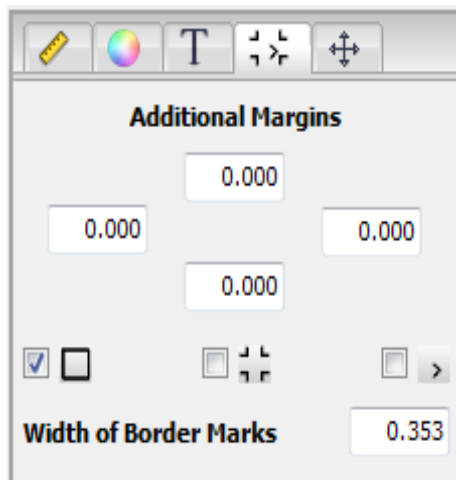 T
Additional Margins
0.000
0.000 0.000
0.000
Width of Border Marks 0.353